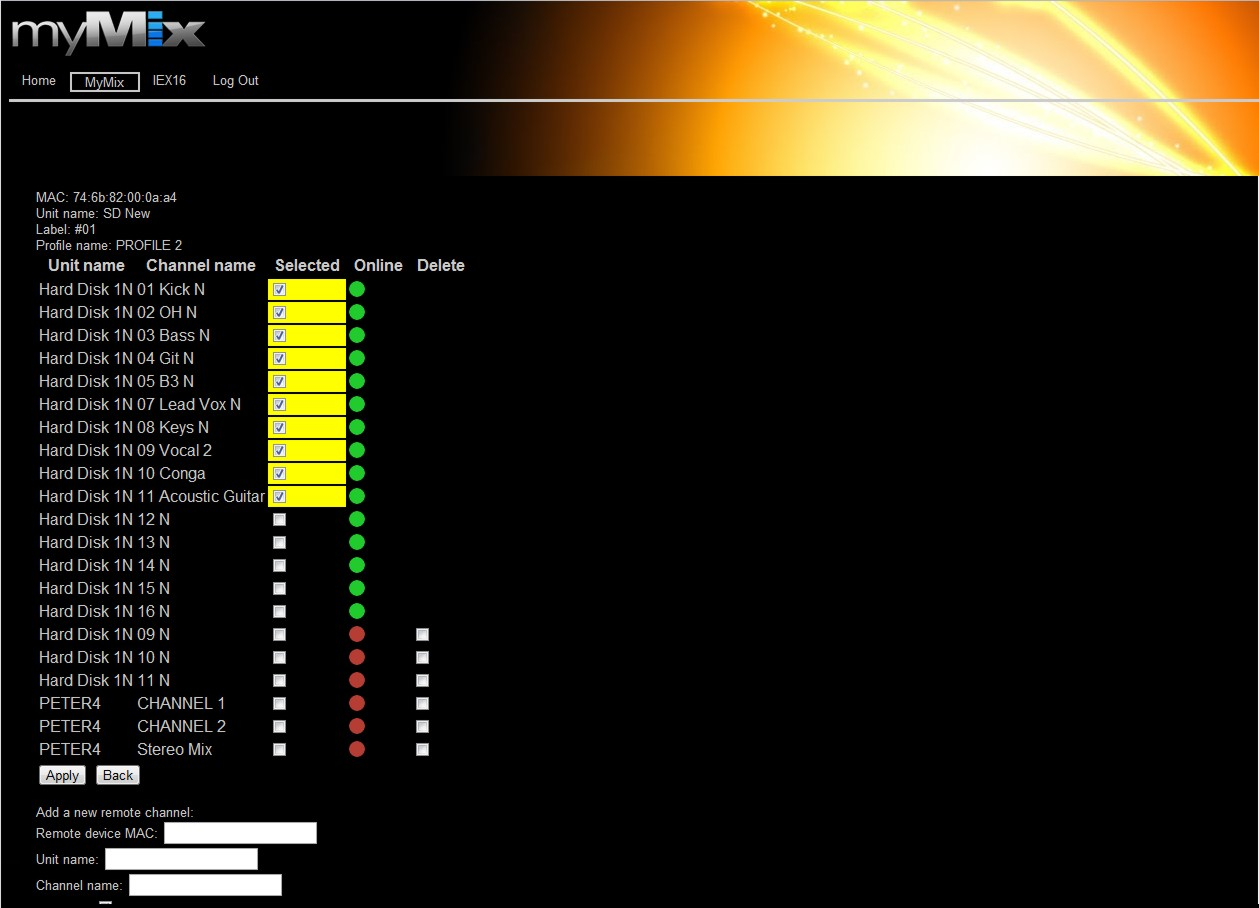 myMix
Home MyMix IEX16 Log Out
MAC: 74:6b:82:00:0a:a4
Unit name: SD New
Label: #01
Profile name: PROFILE 2
Unit name Channel name Selected Online Delete
Hard Disk 1N 01 Kick N
Hard Disk 1N 02 OH N
Hard Disk 1N 03 Bass N
Hard Disk 1N 04 Git N
Hard Disk 1N 05 B3 N
Hard Disk 1N 07 Lead Vox N
Hard Disk 1N 08 Keys N
Hard Disk 1N 09 Vocal 2
Hard Disk 1N 10 Conga
Hard Disk 1N 11 Acoustic Guitar
Hard Disk 1N 12 N
Hard Disk 1N 13 N
Hard Disk 1N 14 N
Hard Disk 1N 15 N
Hard Disk 1N 16 N
Hard Disk 1N 09 N
Hard Disk 1N 10 N
Hard Disk 1N 11 N
PETER4 CHANNEL 1
PETER4 CHANNEL 2
PETER4 Stereo Mix
Apply Back
Add a new remote channel:
Remote device MAC:
Unit name:
Channel name: